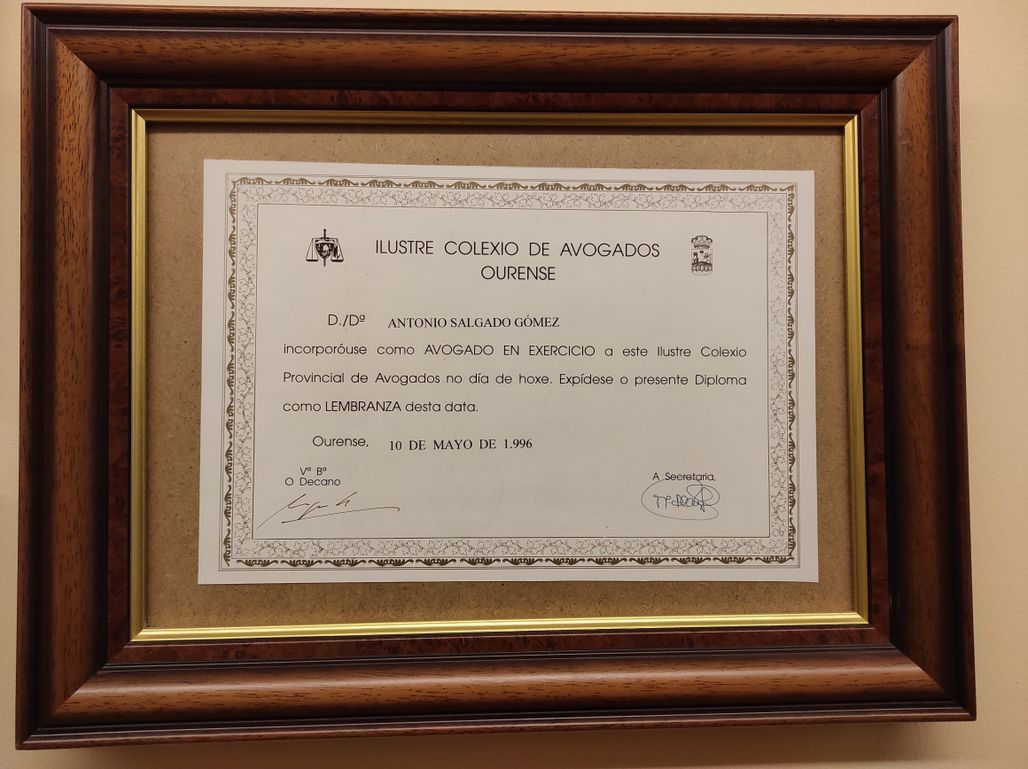 ILUSTRE COLEXIO DE AVOGADOS
OURENSE
D./Dª ANTONIO SALGADO GÓMEZ
incorporóuse como AVOGADO EN EXERCICIO a este Ilustre Colexio
Provincial de Avogados no día de hoxe. Expídese o presente Diploma
como LEMBRANZA desta data.
Ourense, 10 DE MAYO DE 1.996
Vº Bº
O Decano
A Secretaria,